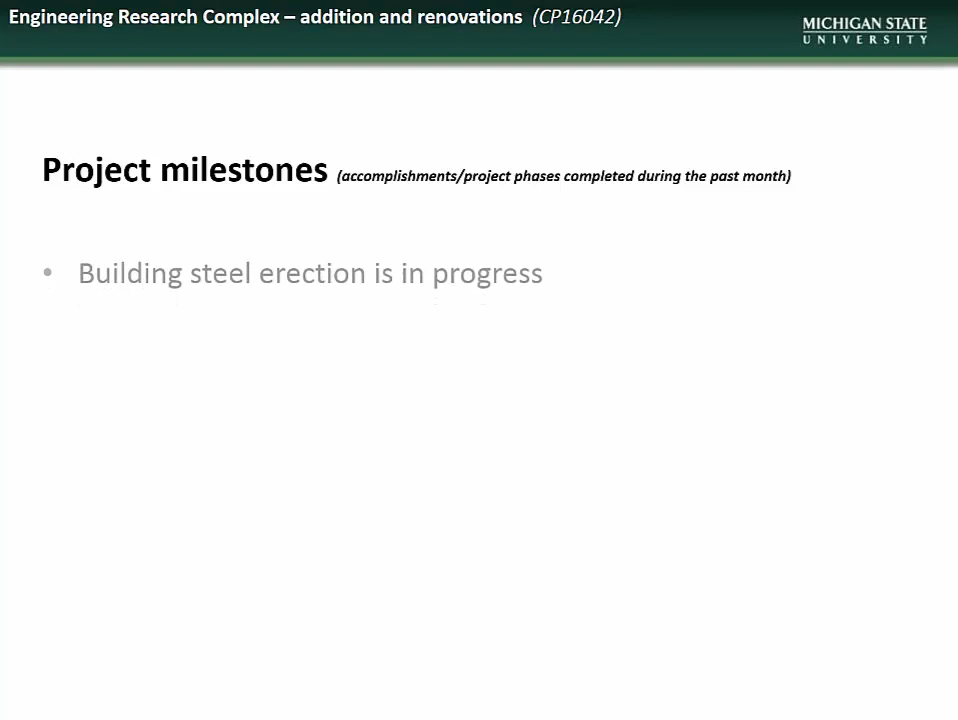 Engineering Research Complex – addition and renovations (CP16042)
MICHIGAN STATE
UNIVERSITY
Project milestones (accomplishments/project phases completed during the past month)
• Building steel erection is in progress